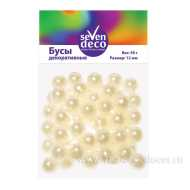 seven
deco
Бусы
декоративные
Вес: 50 г
Размер: 12 мм